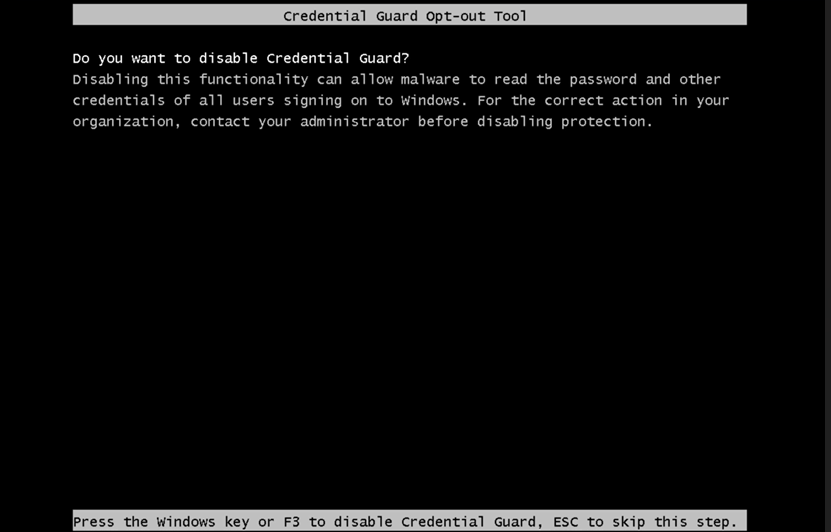 Credential Guard Opt-out Tool
Do you want to disable Credential Guard?
Disabling this functionality can allow malware to read the password and other
credentials of all users signing on to Windows. For the correct action in your
organization, contact your administrator before disabling protection.
Press the Windows key or F3 to disable Credential Guard, ESC to skip this step.